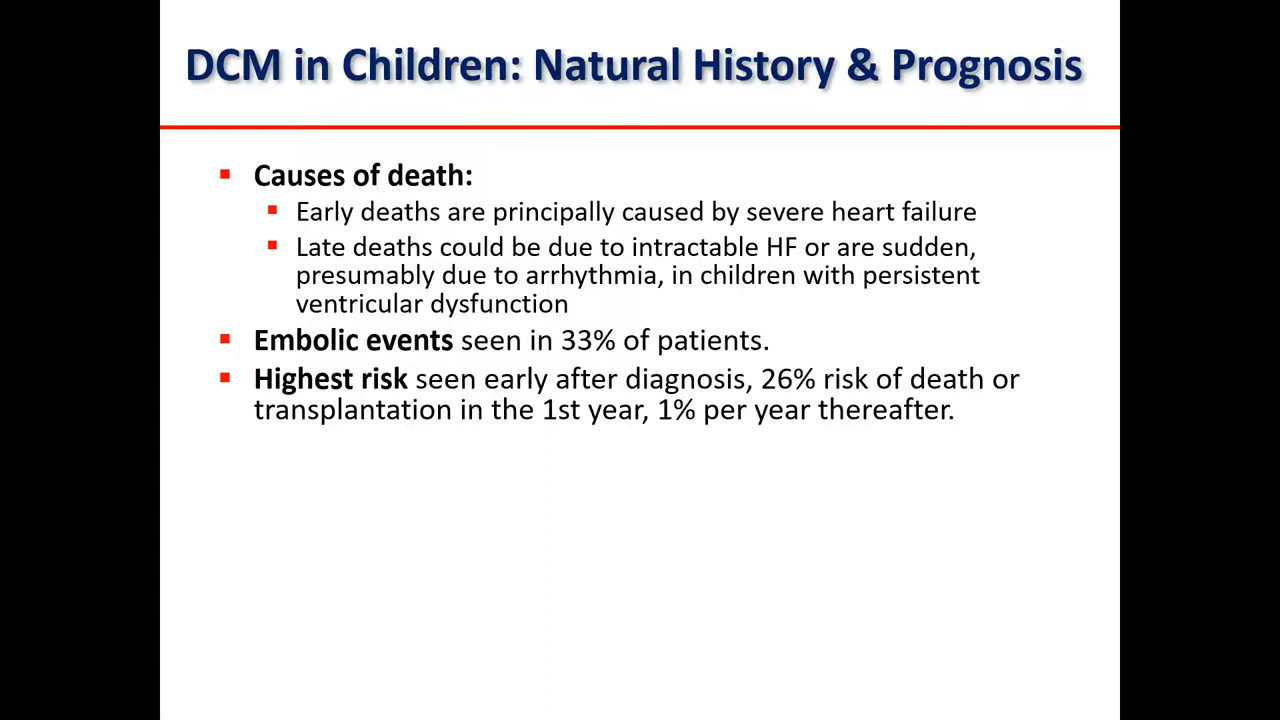 DCM in Children: Natural History & Prognosis
Causes of death:
Early deaths are principally caused by severe heart failure
Late deaths could be due to intractable HF or are sudden,
presumably due to arrhythmia, in children with persistent
ventricular dysfunction
Embolic events seen in 33% of patients.
Highest risk seen early after diagnosis, 26% risk of death or
transplantation in the 1st year, 1% per year thereafter.